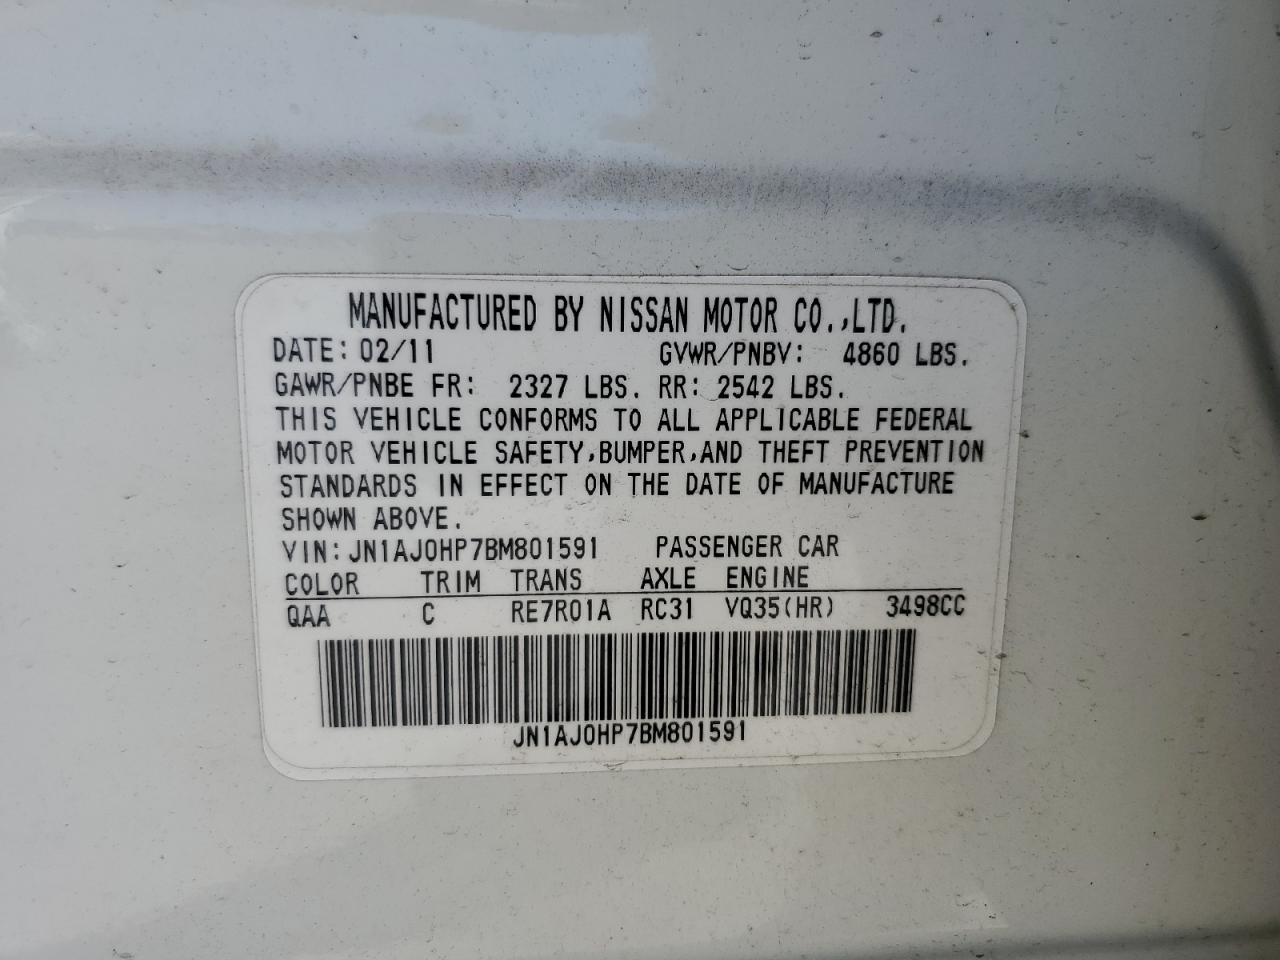 MANUFACTURED BY NISSAN MOTOR CO.,LTD.
DATE: 02/11 GVWR/PNBV: 4860 LBS.
GAWR/PNBE FR: 2327 LBS. RR: 2542 LBS.
THIS VEHICLE CONFORMS TO ALL APPLICABLE FEDERAL
MOTOR VEHICLE SAFETY,BUMPER,AND THEFT PREVENTION
STANDARDS IN EFFECT ON THE DATE OF MANUFACTURE
SHOWN ABOVE.
VIN: JN1AJ0HP7BM801591 PASSENGER CAR
COLOR TRIM TRANS AXLE ENGINE
QAA C RE7R01A RC31 VQ35(HR) 3498CC
JN1AJ0HP7BM801591